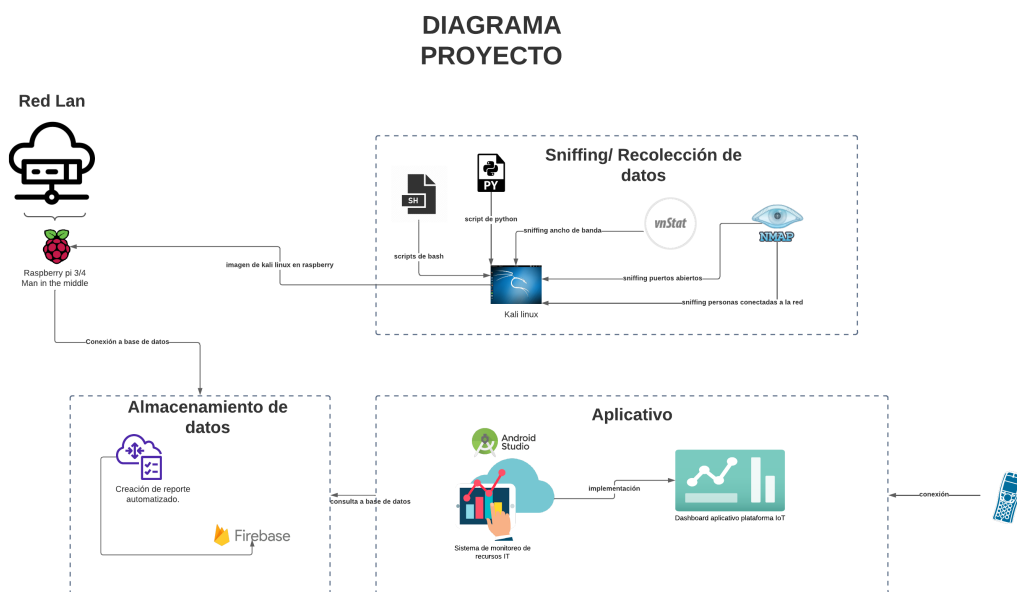 DIAGRAMA
PROYECTO
Red Lan
Sniffing/ Recolección de
datos
PY
SH
vnStat
NMAP
script de python
sniffing ancho de banda
scripts de bash
imagen de kali linux en raspberry
sniffing puertos abiertos
sniffing personas conectadas a la red
Kali linux
Raspberry pi 3/4
Man in the middle
Conexión a base de datos
Almacenamiento de
datos
Creación de reporte
automatizado.
Firebase
Aplicativo
Android
Studio
implementación
consulta a base de datos
Sistema de monitoreo de
recursos IT
Dashboard aplicativo plataforma IoT
conexión